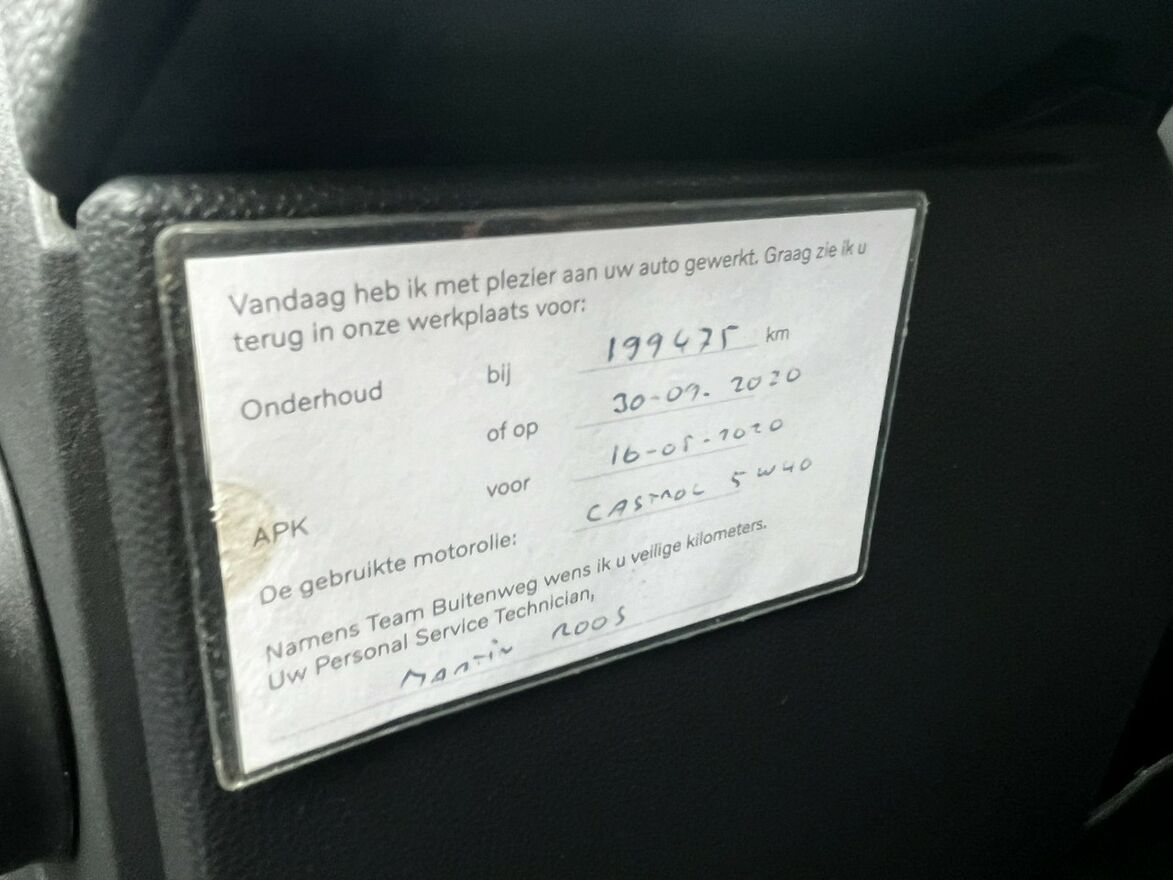 Vandaag heb ik met plezier aan uw auto gewerkt. Graag zie ik u
terug in onze werkplaats voor:
Onderhoud bij 199475 km
of op 30-09-2020
APK voor 16-05-2020
De gebruikte motorolie: CASTROL 5W40
Namens Team Buitenweg wens ik u veilige kilometers.
Uw Personal Service Technician,
MARTIN ROOS